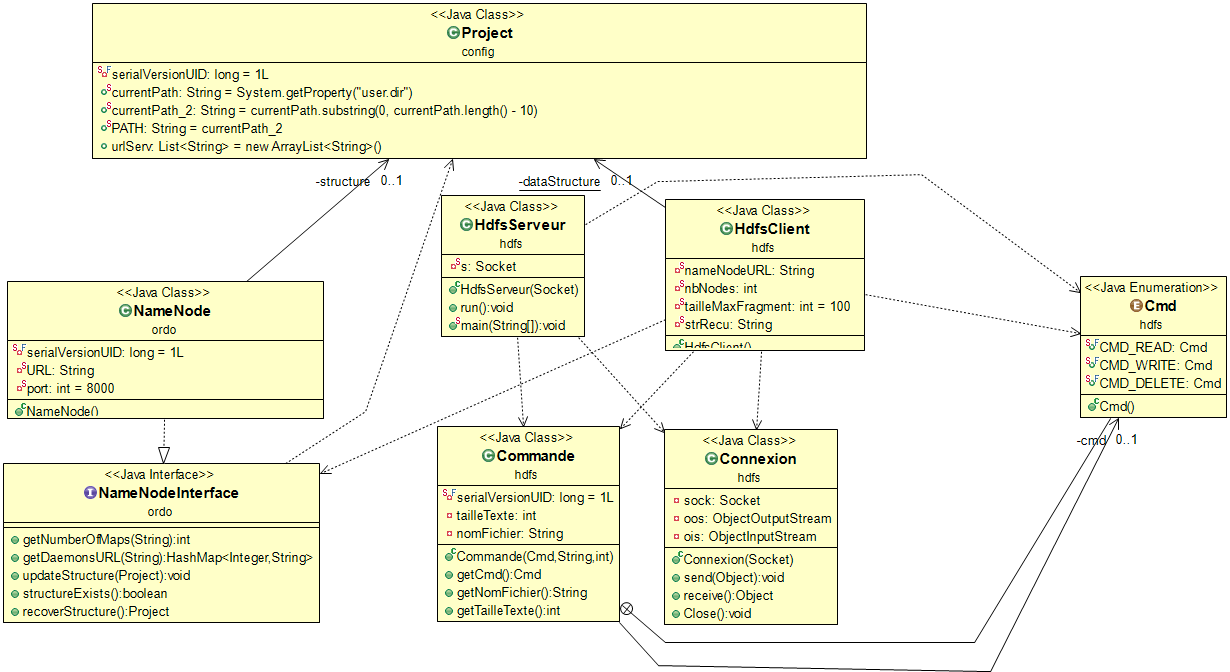 <<Java Class>>
Project
config
serialVersionUID: long = 1L
currentPath: String = System.getProperty("user.dir")
currentPath_2: String = currentPath.substring(0, currentPath.length() - 10)
PATH: String = currentPath_2
urlServ: List<String> = new ArrayList<String>()
-structure 0..1
-dataStructure 0..1
<<Java Class>>
HdfsServeur
hdfs
s: Socket
HdfsServeur(Socket)
run():void
main(String[]):void
<<Java Class>>
HdfsClient
hdfs
nameNodeURL: String
nbNodes: int
tailleMaxFragment: int = 100
strRecu: String
HdfsClient()
<<Java Class>>
NameNode
ordo
serialVersionUID: long = 1L
URL: String
port: int = 8000
NameNode()
<<Java Enumeration>>
Cmd
hdfs
CMD_READ: Cmd
CMD_WRITE: Cmd
CMD_DELETE: Cmd
Cmd()
-cmd 0..1
<<Java Interface>>
NameNodeInterface
ordo
getNumberOfMaps(String):int
getDaemonsURL(String):HashMap<Integer,String>
updateStructure(Project):void
structureExists():boolean
recoverStructure():Project
<<Java Class>>
Commande
hdfs
serialVersionUID: long = 1L
tailleTexte: int
nomFichier: String
Commande(Cmd,String,int)
getCmd():Cmd
getNomFichier():String
getTailleTexte():int
<<Java Class>>
Connexion
hdfs
sock: Socket
oos: ObjectOutputStream
ois: ObjectInputStream
Connexion(Socket)
send(Object):void
receive():Object
Close():void